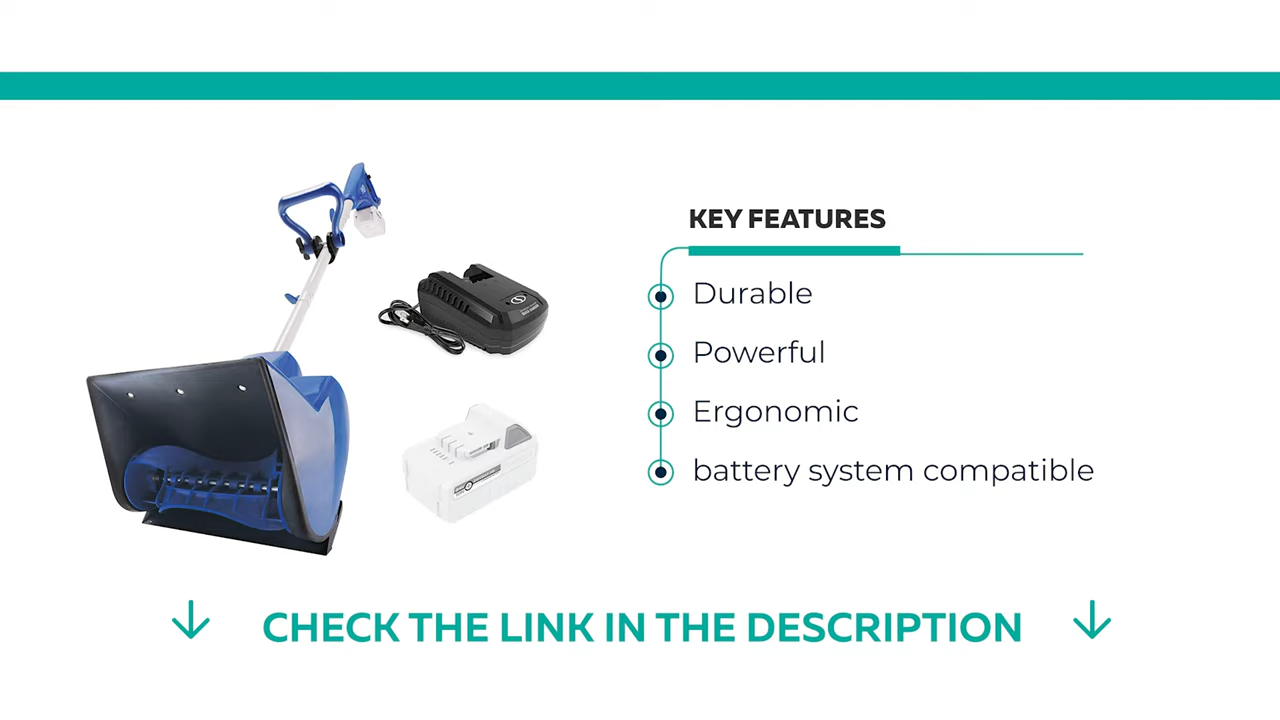 KEY FEATURES
Durable
Powerful
Ergonomic
battery system compatible
CHECK THE LINK IN THE DESCRIPTION